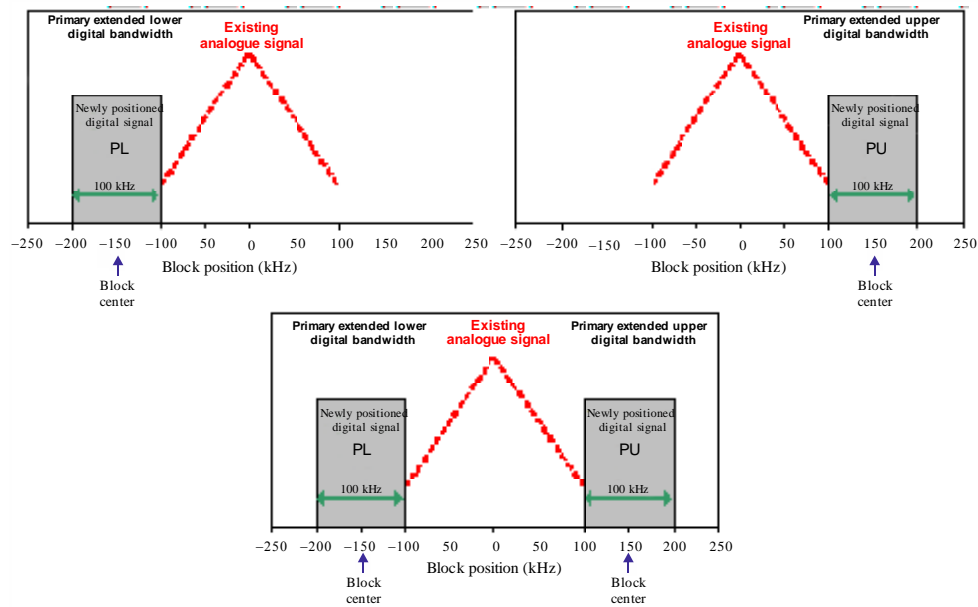 Primary extended lower
digital bandwidth
Existing
analogue signal
Newly positioned
digital signal
PL
100 kHz
−250 −200 −150 −100 50 0 50 100 150 200 250
Block position (kHz)
Block
center
Existing
analogue signal
Primary extended upper
digital bandwidth
Newly positioned
digital signal
PU
100 kHz
−250 −200 −150 −100 50 0 50 100 150 200 250
Block position (kHz)
Block
center
Primary extended lower
digital bandwidth
Existing
analogue signal
Primary extended upper
digital bandwidth
Newly positioned
digital signal
PL
100 kHz
Newly positioned
digital signal
PU
100 kHz
−250 −200 −150 −100 50 0 50 100 150 200 250
Block position (kHz)
Block
center
Block
center